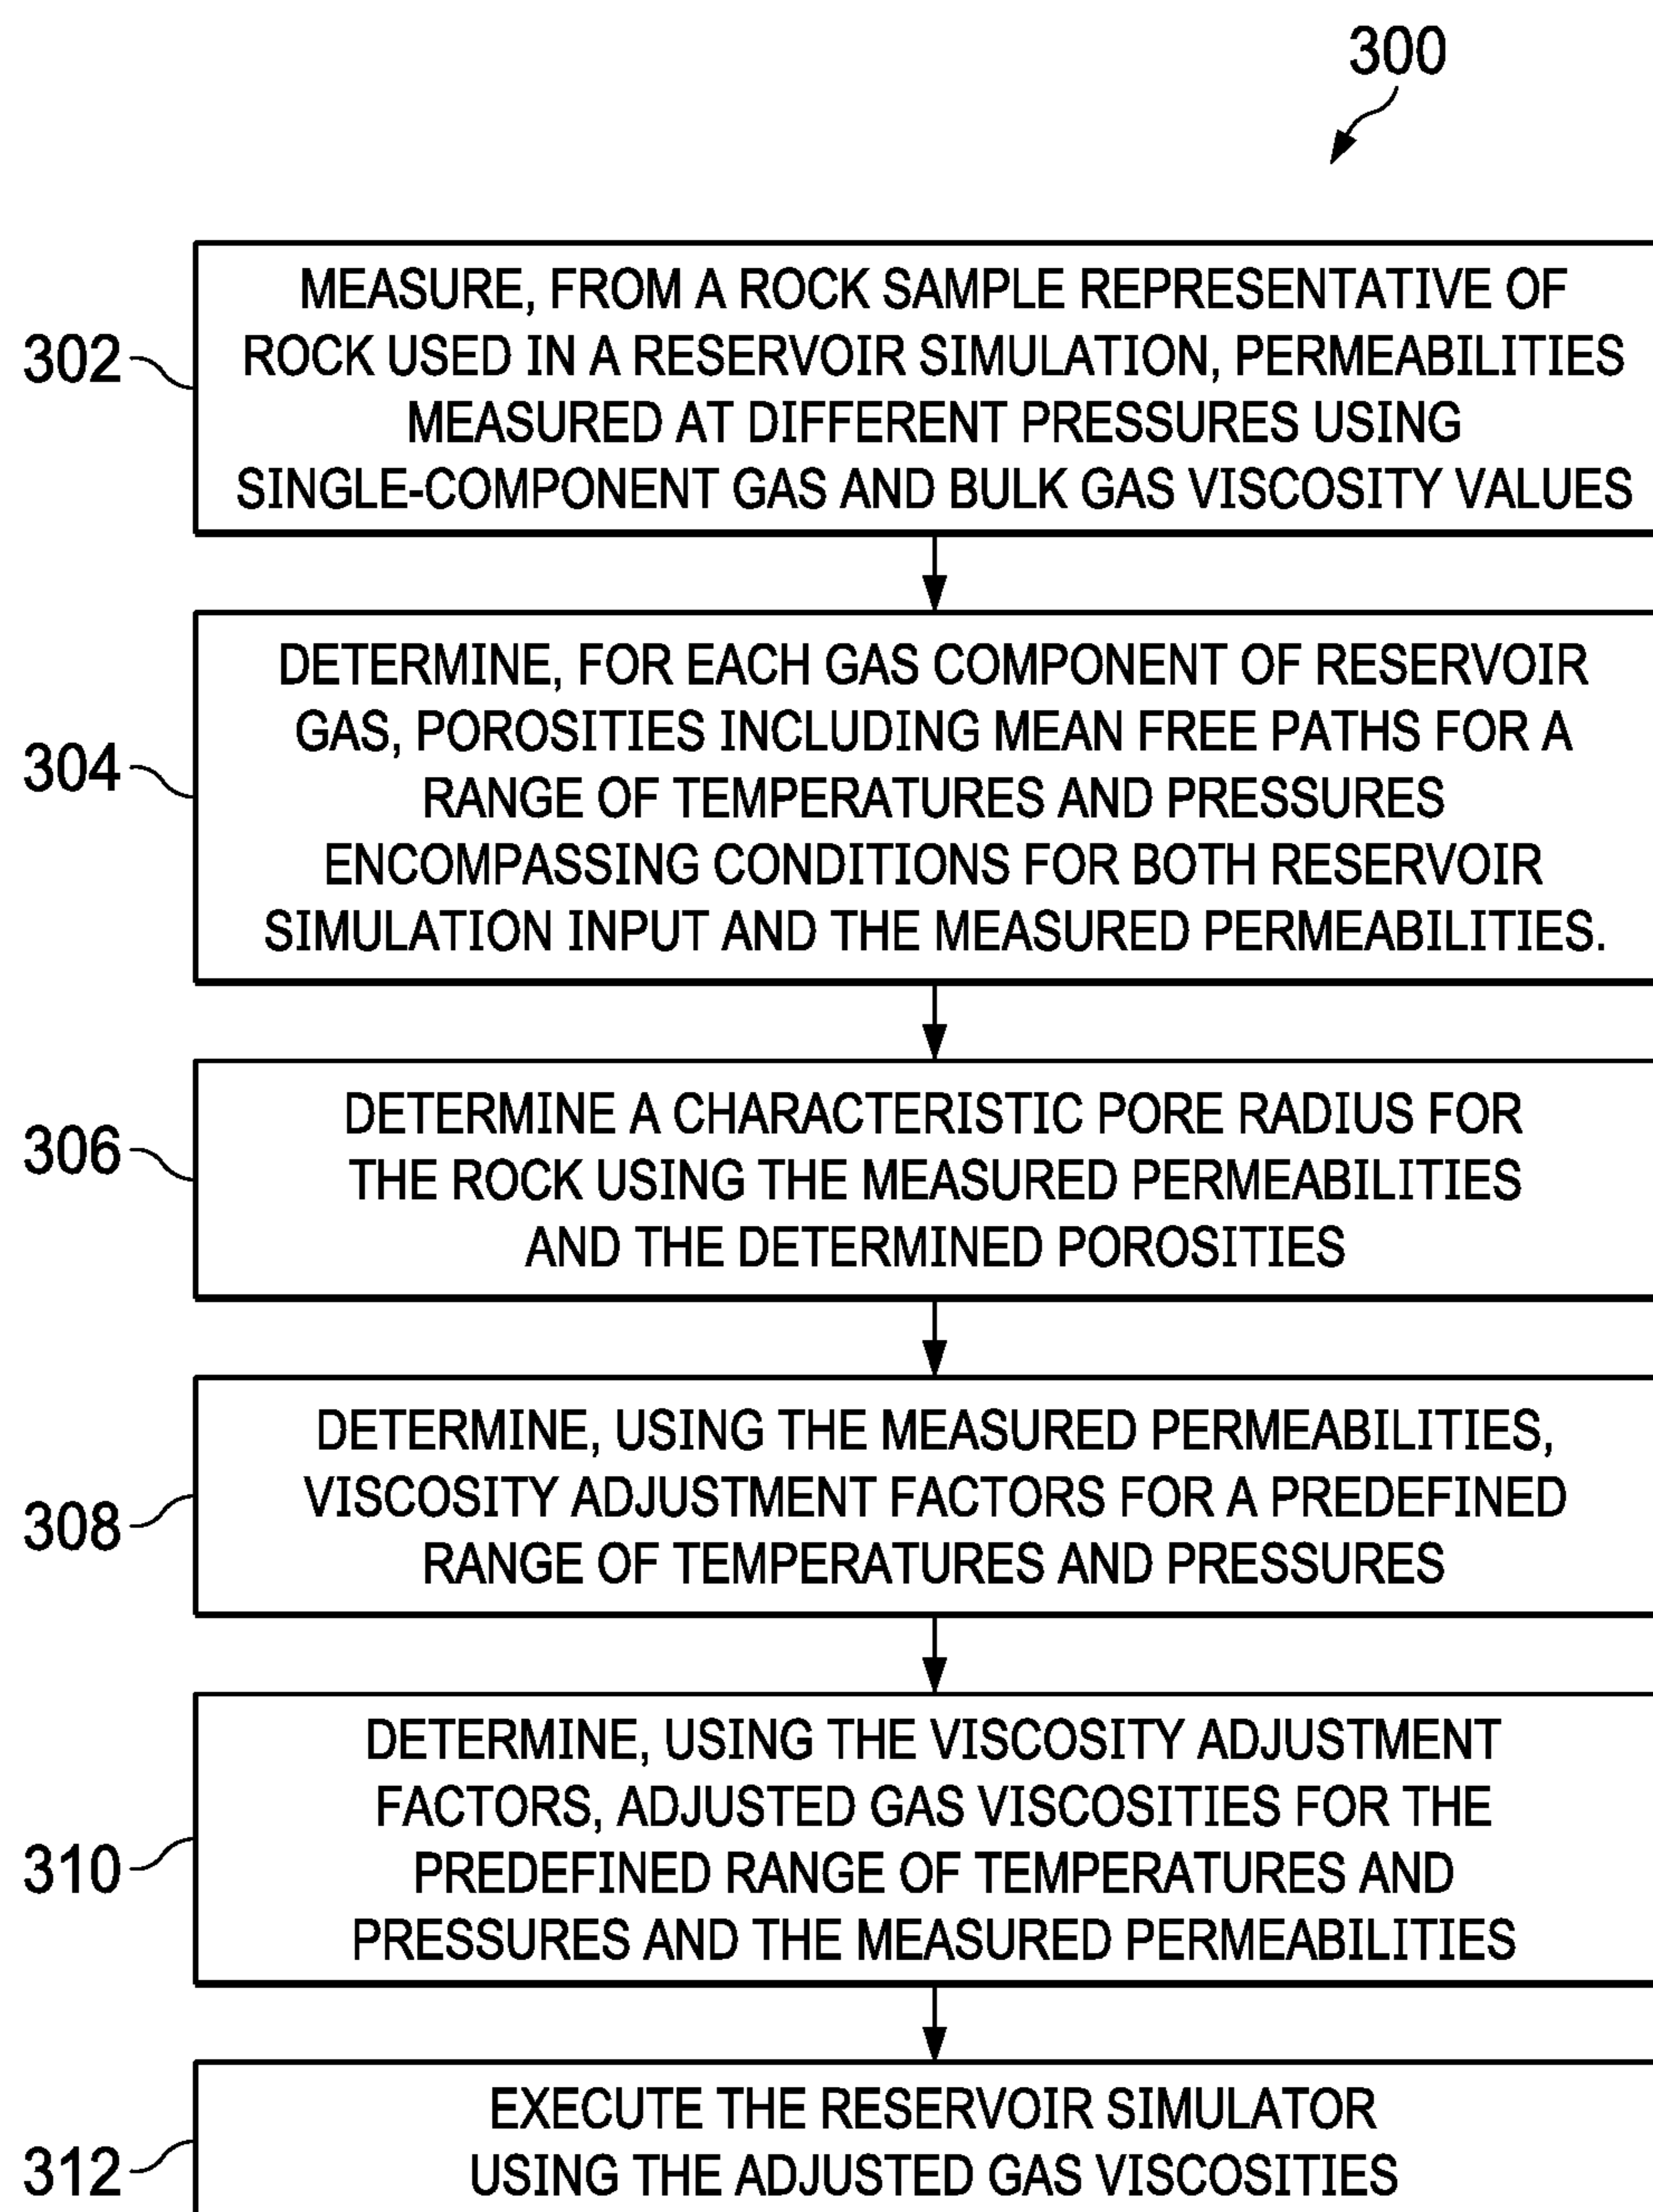 300
302
MEASURE, FROM A ROCK SAMPLE REPRESENTATIVE OF
ROCK USED IN A RESERVOIR SIMULATION, PERMEABILITIES
MEASURED AT DIFFERENT PRESSURES USING
SINGLE-COMPONENT GAS AND BULK GAS VISCOSITY VALUES
304
DETERMINE, FOR EACH GAS COMPONENT OF RESERVOIR
GAS, POROSITIES INCLUDING MEAN FREE PATHS FOR A
RANGE OF TEMPERATURES AND PRESSURES
ENCOMPASSING CONDITIONS FOR BOTH RESERVOIR
SIMULATION INPUT AND THE MEASURED PERMEABILITIES.
306
DETERMINE A CHARACTERISTIC PORE RADIUS FOR
THE ROCK USING THE MEASURED PERMEABILITIES
AND THE DETERMINED POROSITIES
308
DETERMINE, USING THE MEASURED PERMEABILITIES,
VISCOSITY ADJUSTMENT FACTORS FOR A PREDEFINED
RANGE OF TEMPERATURES AND PRESSURES
310
DETERMINE, USING THE VISCOSITY ADJUSTMENT
FACTORS, ADJUSTED GAS VISCOSITIES FOR THE
PREDEFINED RANGE OF TEMPERATURES AND
PRESSURES AND THE MEASURED PERMEABILITIES
312
EXECUTE THE RESERVOIR SIMULATOR
USING THE ADJUSTED GAS VISCOSITIES